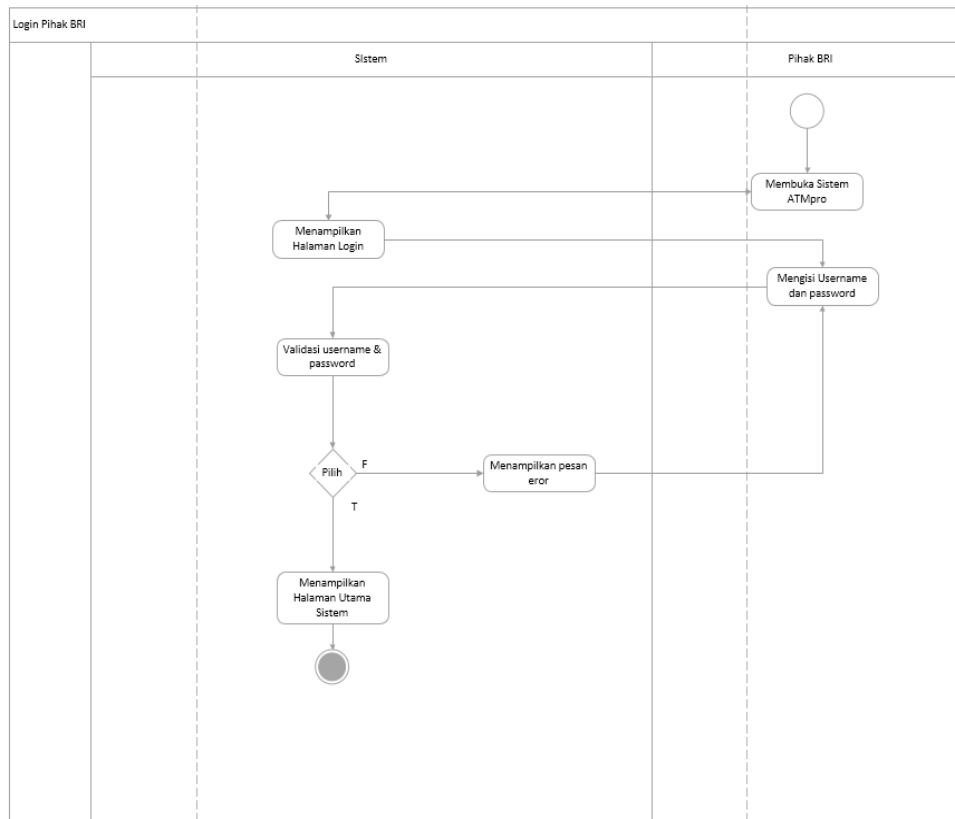 Login Pihak BRI
SIstem
Pihak BRI
Membuka Sistem
ATMpro
Menampilkan
Halaman Login
Mengisi Username
dan password
Validasi username &
password
Pilih
F
Menampilkan pesan
eror
T
Menampilkan
Halaman Utama
Sistem